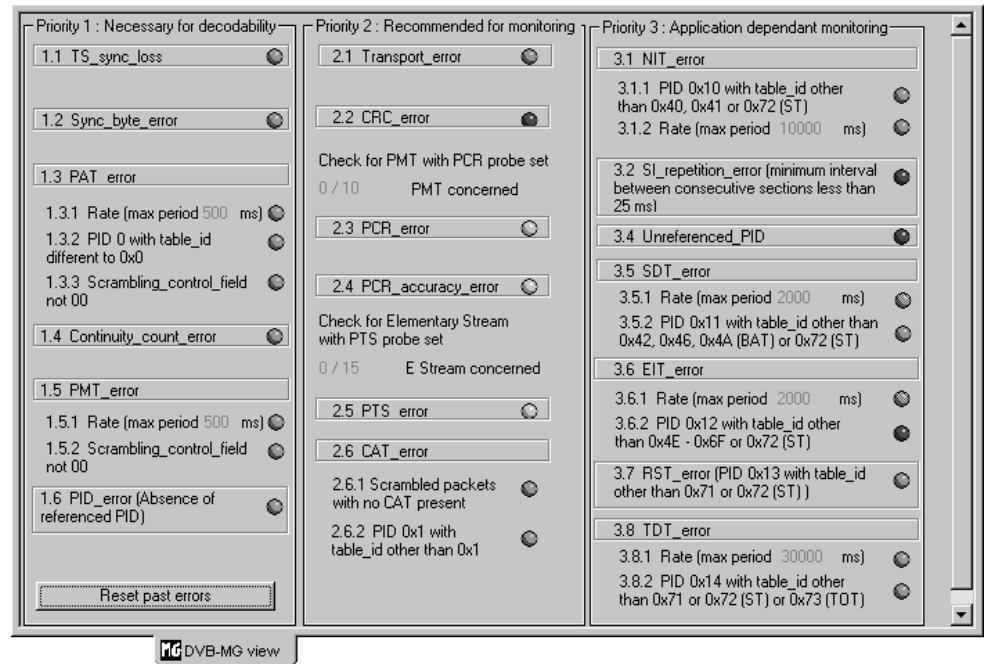 Priority 1 : Necessary for decodability
1.1 TS_sync_loss
1.2 Sync_byte_error
1.3 PAT_error
1.3.1 Rate (max period 500 ms)
1.3.2 PID 0 with table_id
different to 0x0
1.3.3 Scrambling_control_field
not 00
1.4 Continuity_count_error
1.5 PMT_error
1.5.1 Rate (max period 500 ms)
1.5.2 Scrambling_control_field
not 00
1.6 PID_error (Absence of
referenced PID)
Reset past errors
Priority 2 : Recommended for monitoring
2.1 Transport_error
2.2 CRC_error
Check for PMT with PCR probe set
0 / 10 PMT concerned
2.3 PCR_error
2.4 PCR_accuracy_error
Check for Elementary Stream
with PTS probe set
0 / 15 E Stream concerned
2.5 PTS_error
2.6 CAT_error
2.6.1 Scrambled packets
with no CAT present
2.6.2 PID 0x1 with
table_id other than 0x1
Priority 3 : Application dependant monitoring
3.1 NIT_error
3.1.1 PID 0x10 with table_id other
than 0x40, 0x41 or 0x72 (ST)
3.1.2 Rate (max period 10000 ms)
3.2 SI_repetition_error (minimum interval
between consecutive sections less than
25 ms)
3.4 Unreferenced_PID
3.5 SDT_error
3.5.1 Rate (max period 2000 ms)
3.5.2 PID 0x11 with table_id other than
0x42, 0x46, 0x4A (BAT) or 0x72 (ST)
3.6 EIT_error
3.6.1 Rate (max period 2000 ms)
3.6.2 PID 0x12 with table_id other
than 0x4E - 0x6F or 0x72 (ST)
3.7 RST_error (PID 0x13 with table_id
other than 0x71 or 0x72 (ST) )
3.8 TDT_error
3.8.1 Rate (max period 30000 ms)
3.8.2 PID 0x14 with table_id other
than 0x71 or 0x72 (ST) or 0x73 (TOT)
MG DVB-MG view